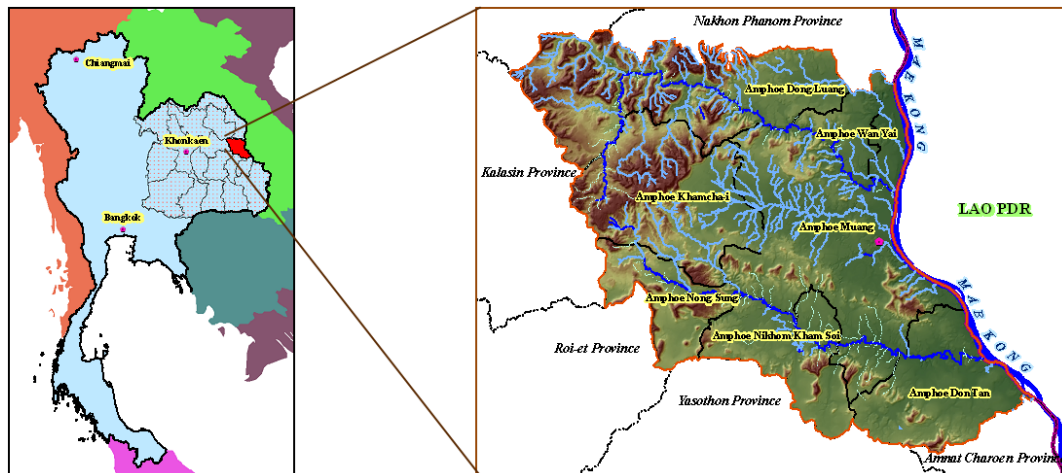 Chiangmai
Khonkaen
Bangkok
Nakhon Phanom Province
MAE KONG
Amphoe Dong Luang
Amphoe Wan Yai
Kalasin Province
Amphoe Khamcha-i
LAO PDR
Amphoe Muang
MAE KONG
Amphoe Nong Sung
Amphoe Nikhom Kham Soi
Roi-et Province
Amphoe Don Tan
Yasothon Province
Amnat Charoen Province